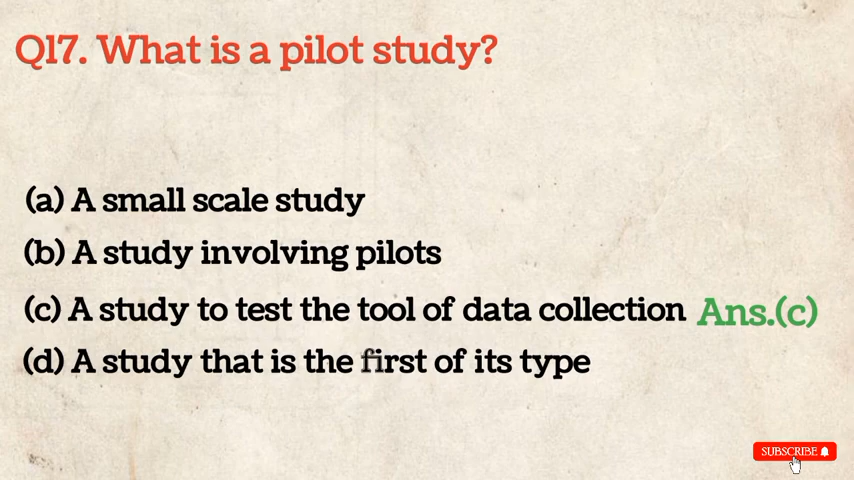 Q17. What is a pilot study?
(a) A small scale study
(b) A study involving pilots
(c) A study to test the tool of data collection Ans.(c)
(d) A study that is the first of its type
SUBSCRIBE